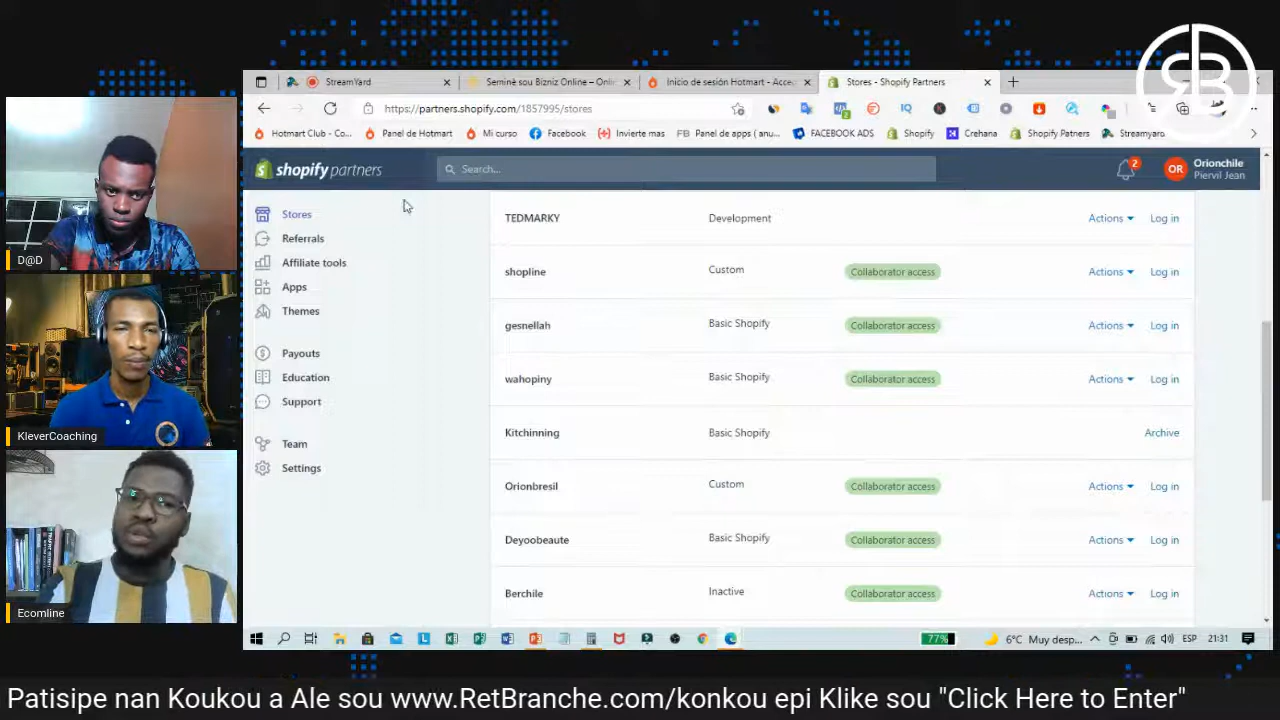 StreamYard
Seminè sou Bizniz Online – Onli
Inicio de sesión Hotmart - Acce
Stores - Shopify Partners
https://partners.shopify.com/1857995/stores
Hotmart Club - Co...
Panel de Hotmart
Mi curso
Facebook
Invierte mas
Panel de apps ( anu...
FACEBOOK ADS
Shopify
Crehana
Shopify Patners
Streamyard
shopify partners
Search...
2
OR
Orionchile
Piervil Jean
Stores
Referrals
Affiliate tools
Apps
Themes
Payouts
Education
Support
Team
Settings
TEDMARKY Development Actions Log in
shopline Custom Collaborator access Actions Log in
gesnellah Basic Shopify Collaborator access Actions Log in
wahopiny Basic Shopify Collaborator access Actions Log in
Kitchinning Basic Shopify Archive
Orionbresil Custom Collaborator access Actions Log in
Deyoobeaute Basic Shopify Collaborator access Actions Log in
Berchile Inactive Collaborator access Actions Log in
77%
6°C Muy desp...
ESP
21:31
D@D
KleverCoaching
Ecomline
Patisipe nan Koukou a Ale sou www.RetBranche.com/konkou epi Klike sou "Click Here to Enter"